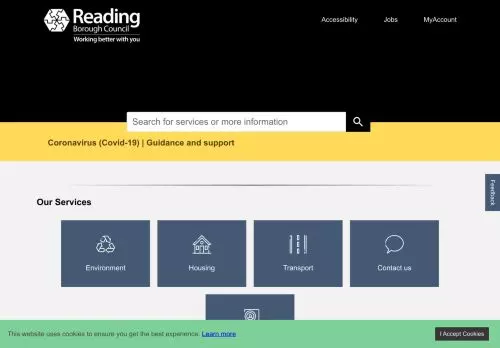 Reading
Borough Council
Working better with you
Accessibility
Jobs
MyAccount
Search for services or more information
Coronavirus (Covid-19) | Guidance and support
Feedback
Our Services
Environment
Housing
Transport
Contact us
This website uses cookies to ensure you get the best experience. Learn more
I Accept Cookies